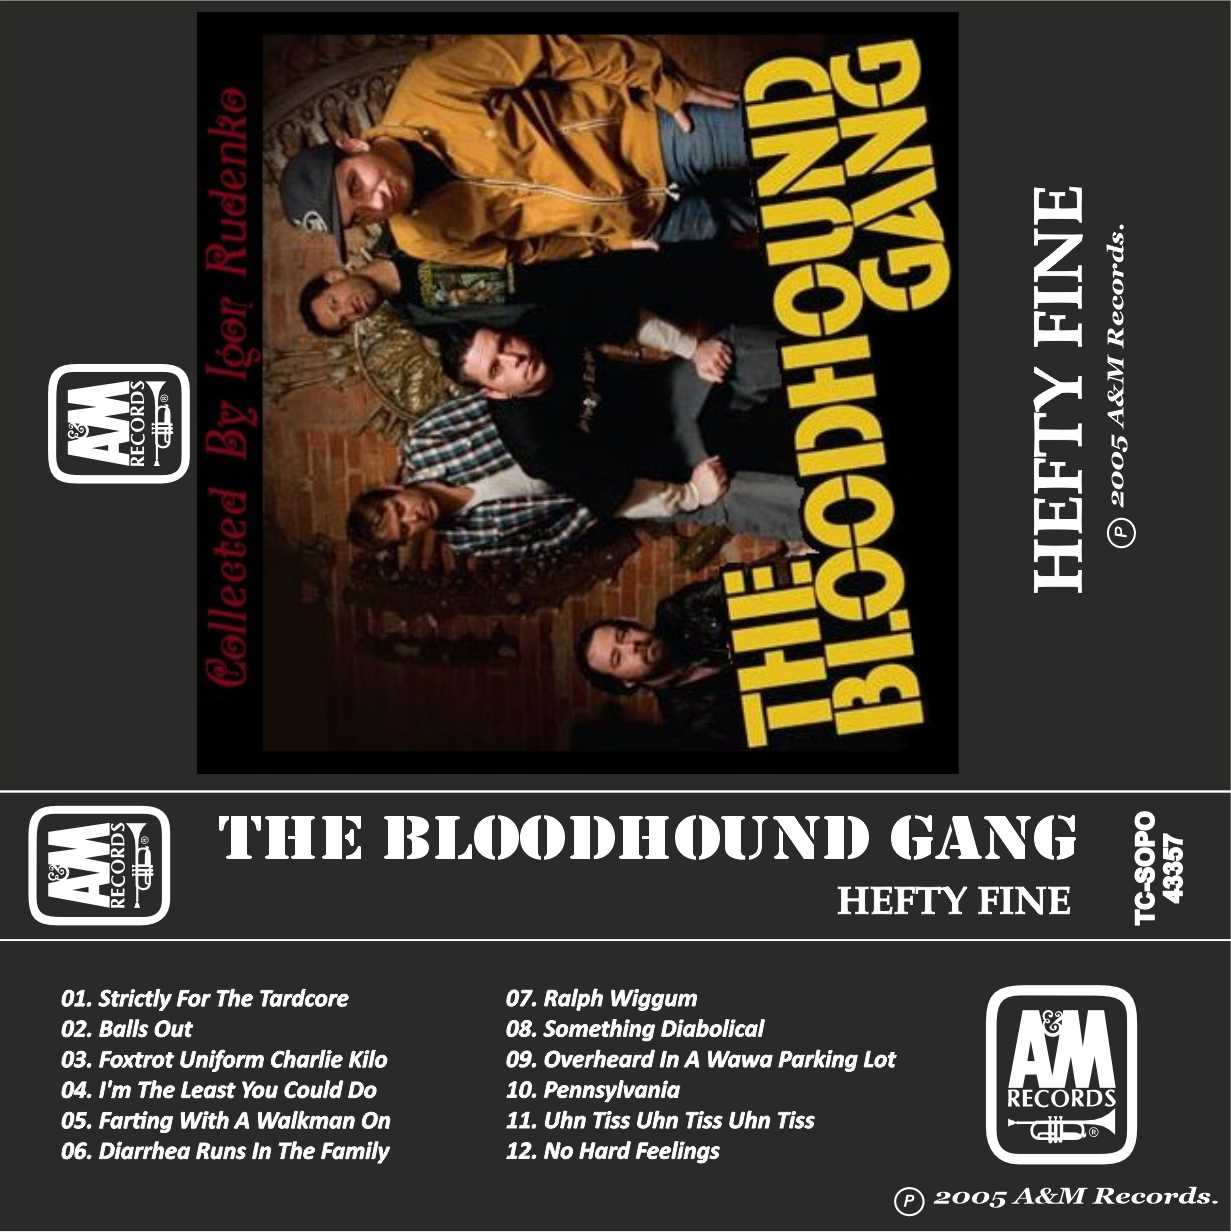 Collected By Igor Rudenko
THE
BLOODHOUND
GANG
HEFTY FINE
Ⓟ 2005 A&M Records.
A&M
RECORDS
®
A&M
RECORDS
®
THE BLOODHOUND GANG
HEFTY FINE
TC-SOPO
43357
01. Strictly For The Tardcore
02. Balls Out
03. Foxtrot Uniform Charlie Kilo
04. I'm The Least You Could Do
05. Farting With A Walkman On
06. Diarrhea Runs In The Family
07. Ralph Wiggum
08. Something Diabolical
09. Overheard In A Wawa Parking Lot
10. Pennsylvania
11. Uhn Tiss Uhn Tiss Uhn Tiss
12. No Hard Feelings
A&M
RECORDS
®
Ⓟ 2005 A&M Records.